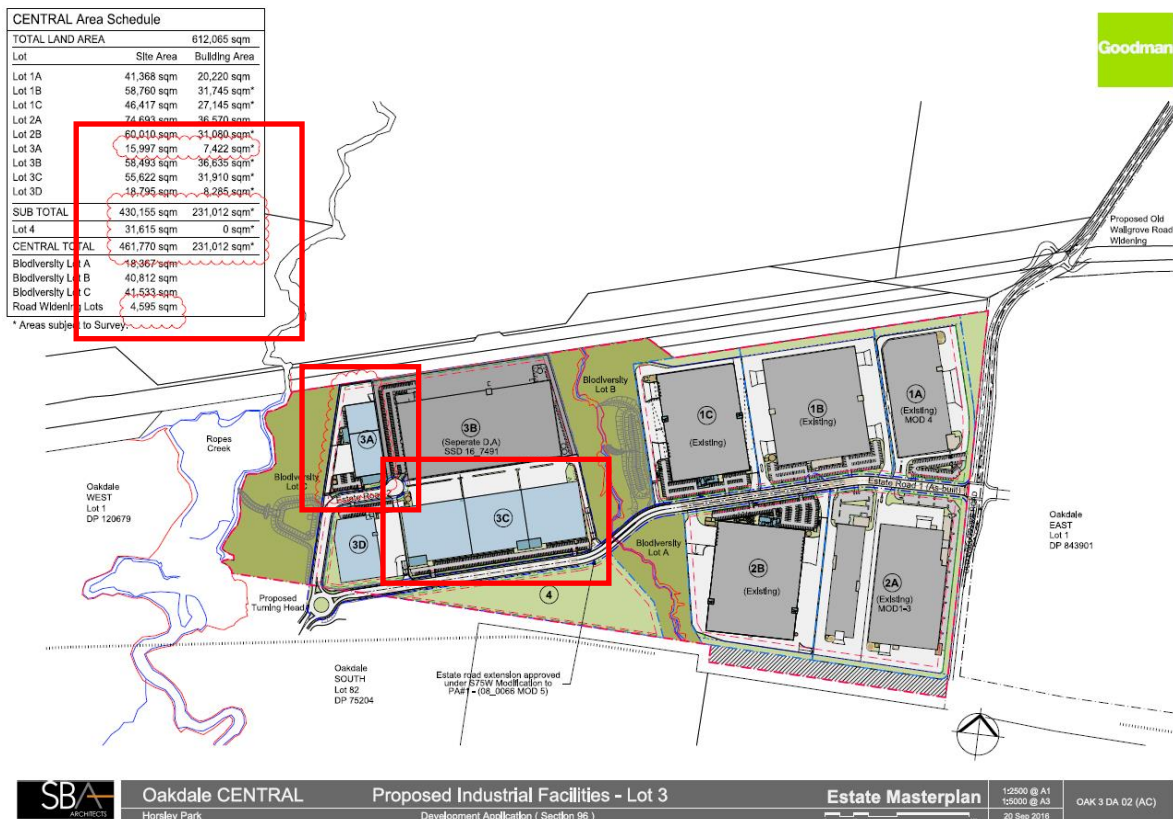 CENTRAL Area Schedule
TOTAL LAND AREA 612,065 sqm
Lot Site Area Building Area
Lot 1A 41,368 sqm 20,220 sqm
Lot 1B 58,760 sqm 31,745 sqm*
Lot 1C 46,417 sqm 27,145 sqm*
Lot 2A 74,693 sqm 36,570 sqm
Lot 2B 60,010 sqm 31,080 sqm*
Lot 3A 15,997 sqm 7,422 sqm*
Lot 3B 58,493 sqm 36,635 sqm*
Lot 3C 55,622 sqm 31,910 sqm*
Lot 3D 18,795 sqm 8,285 sqm*
SUB TOTAL 430,155 sqm 231,012 sqm*
Lot 4 31,615 sqm 0 sqm*
CENTRAL TOTAL 461,770 sqm 231,012 sqm*
Biodiversity Lot A 18,367 sqm
Biodiversity Lot B 40,812 sqm
Biodiversity Lot C 41,533 sqm
Road Widening Lots 4,595 sqm
* Areas subject to Survey.
Goodman
Proposed Old
Wallgrove Road
Widening
Biodiversity
Lot B
3A
3B
(Seperate D.A)
SSD 16_7491
1C
(Existing)
1B
(Existing)
1A
(Existing)
MOD 4
Ropes
Creek
Biodiversity
Lot C
Oakdale
WEST
Lot 1
DP 120679
Estate Road 2
Estate Road 1 (As-built)
3C
3D
Biodiversity
Lot A
2B
(Existing)
2A
(Existing)
MOD1-3
Oakdale
EAST
Lot 1
DP 843901
4
Proposed
Turning Head
Oakdale
SOUTH
Lot 82
DP 75204
Estate road extension approved
under S75W Modification to
PA#1 - (08_0066 MOD 5)
SBA
ARCHITECTS
Oakdale CENTRAL
Horsley Park
Proposed Industrial Facilities - Lot 3
Development Application ( Section 96 )
Estate Masterplan
1:2500 @ A1
1:5000 @ A3
20 Sep 2016
OAK 3 DA 02 (AC)